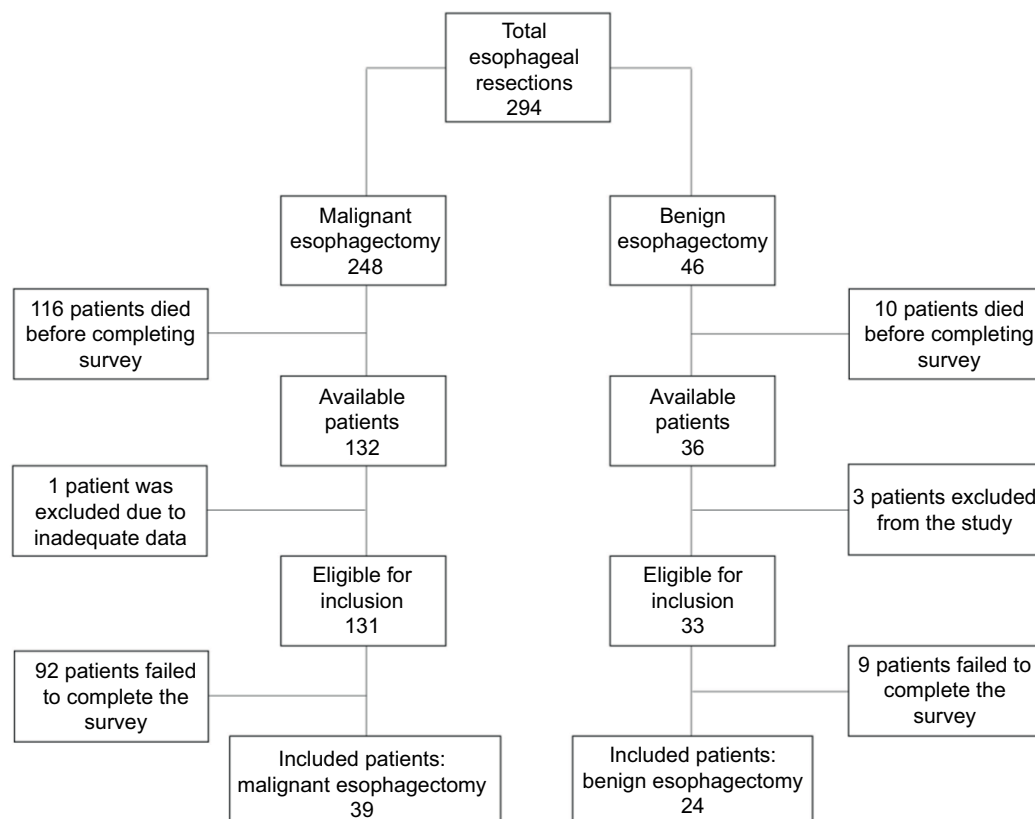 Total
esophageal
resections
294
Malignant
esophagectomy
248
Benign
esophagectomy
46
116 patients died
before completing
survey
10 patients died
before completing
survey
Available
patients
132
Available
patients
36
1 patient was
excluded due to
inadequate data
3 patients excluded
from the study
Eligible for
inclusion
131
Eligible for
inclusion
33
92 patients failed
to complete the
survey
9 patients failed to
complete the
survey
Included patients:
malignant esophagectomy
39
Included patients:
benign esophagectomy
24